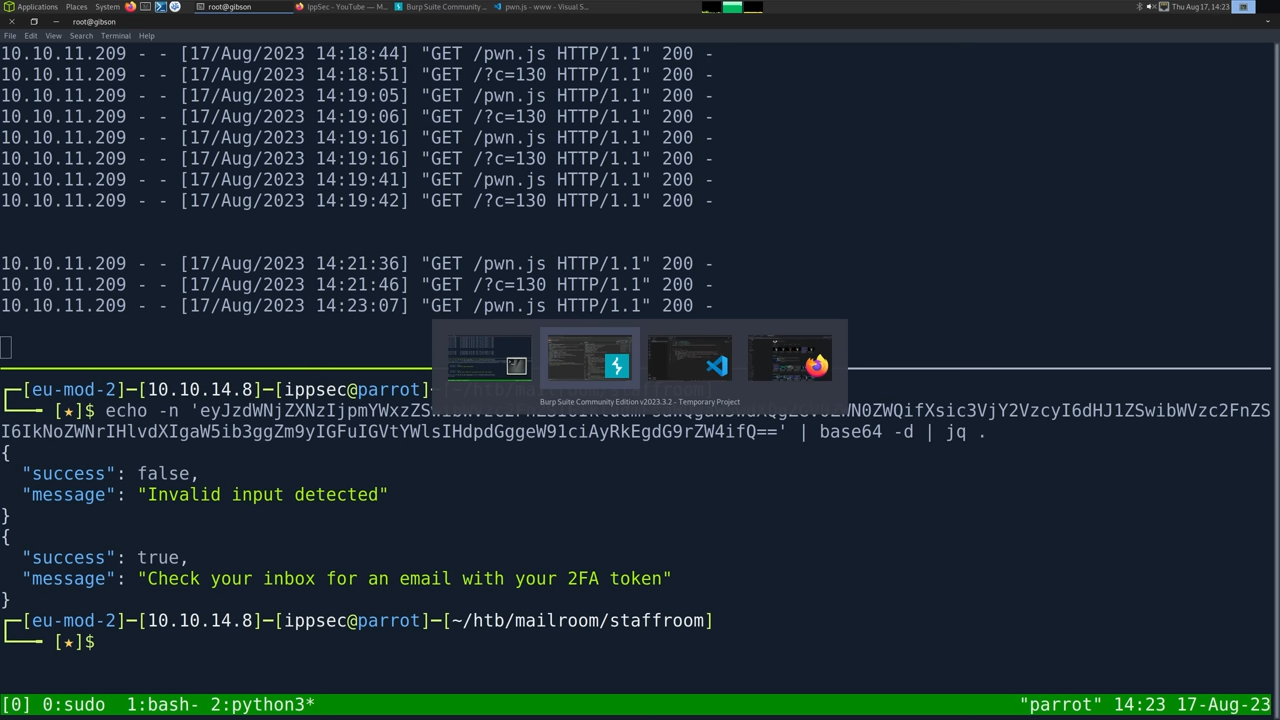 Applications Places System root@gibson IppSec - YouTube — M... Burp Suite Community ... pwn.js - www - Visual S... Thu Aug 17, 14:23
root@gibson
File Edit View Search Terminal Help
10.10.11.209 - - [17/Aug/2023 14:18:44] "GET /pwn.js HTTP/1.1" 200 -
10.10.11.209 - - [17/Aug/2023 14:18:51] "GET /?c=130 HTTP/1.1" 200 -
10.10.11.209 - - [17/Aug/2023 14:19:05] "GET /pwn.js HTTP/1.1" 200 -
10.10.11.209 - - [17/Aug/2023 14:19:06] "GET /?c=130 HTTP/1.1" 200 -
10.10.11.209 - - [17/Aug/2023 14:19:16] "GET /pwn.js HTTP/1.1" 200 -
10.10.11.209 - - [17/Aug/2023 14:19:16] "GET /?c=130 HTTP/1.1" 200 -
10.10.11.209 - - [17/Aug/2023 14:19:41] "GET /pwn.js HTTP/1.1" 200 -
10.10.11.209 - - [17/Aug/2023 14:19:42] "GET /?c=130 HTTP/1.1" 200 -
10.10.11.209 - - [17/Aug/2023 14:21:36] "GET /pwn.js HTTP/1.1" 200 -
10.10.11.209 - - [17/Aug/2023 14:21:46] "GET /?c=130 HTTP/1.1" 200 -
10.10.11.209 - - [17/Aug/2023 14:23:07] "GET /pwn.js HTTP/1.1" 200 -
Burp Suite Community Edition v2023.3.2 - Temporary Project
┌─[eu-mod-2]─[10.10.14.8]─[ippsec@parrot]─
└──╼ [★]$ echo -n
I6IkNoZWNrIHlvdXIgaW5ib3ggZm9yIGFuIGVtYWlsIHdpdGggeW91ciAyRkEgdG9rZW4ifQ==' | base64 -d | jq .
{
"success": false,
"message": "Invalid input detected"
}
{
"success": true,
"message": "Check your inbox for an email with your 2FA token"
}
┌─[eu-mod-2]─[10.10.14.8]─[ippsec@parrot]─[~/htb/mailroom/staffroom]
└──╼ [★]$
[0] 0:sudo 1:bash- 2:python3* "parrot" 14:23 17-Aug-23